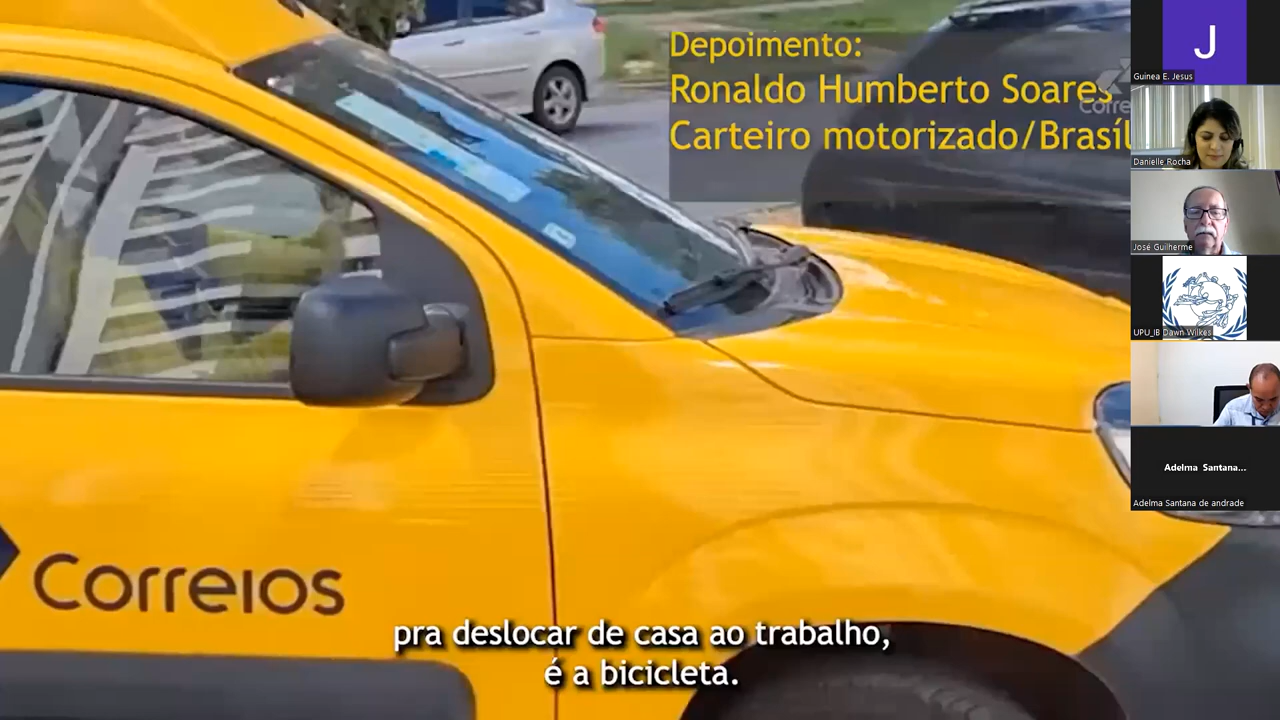 Depoimento:
Ronaldo Humberto Soares
Carteiro motorizado/Brasíl
Corre
Correios
pra deslocar de casa ao trabalho,
é a bicicleta.
J
Guinea E. Jesus
Danielle Rocha
José Guilherme
UPU_IB Dawn Wilkes
Adelma Santana...
Adelma Santana de andrade